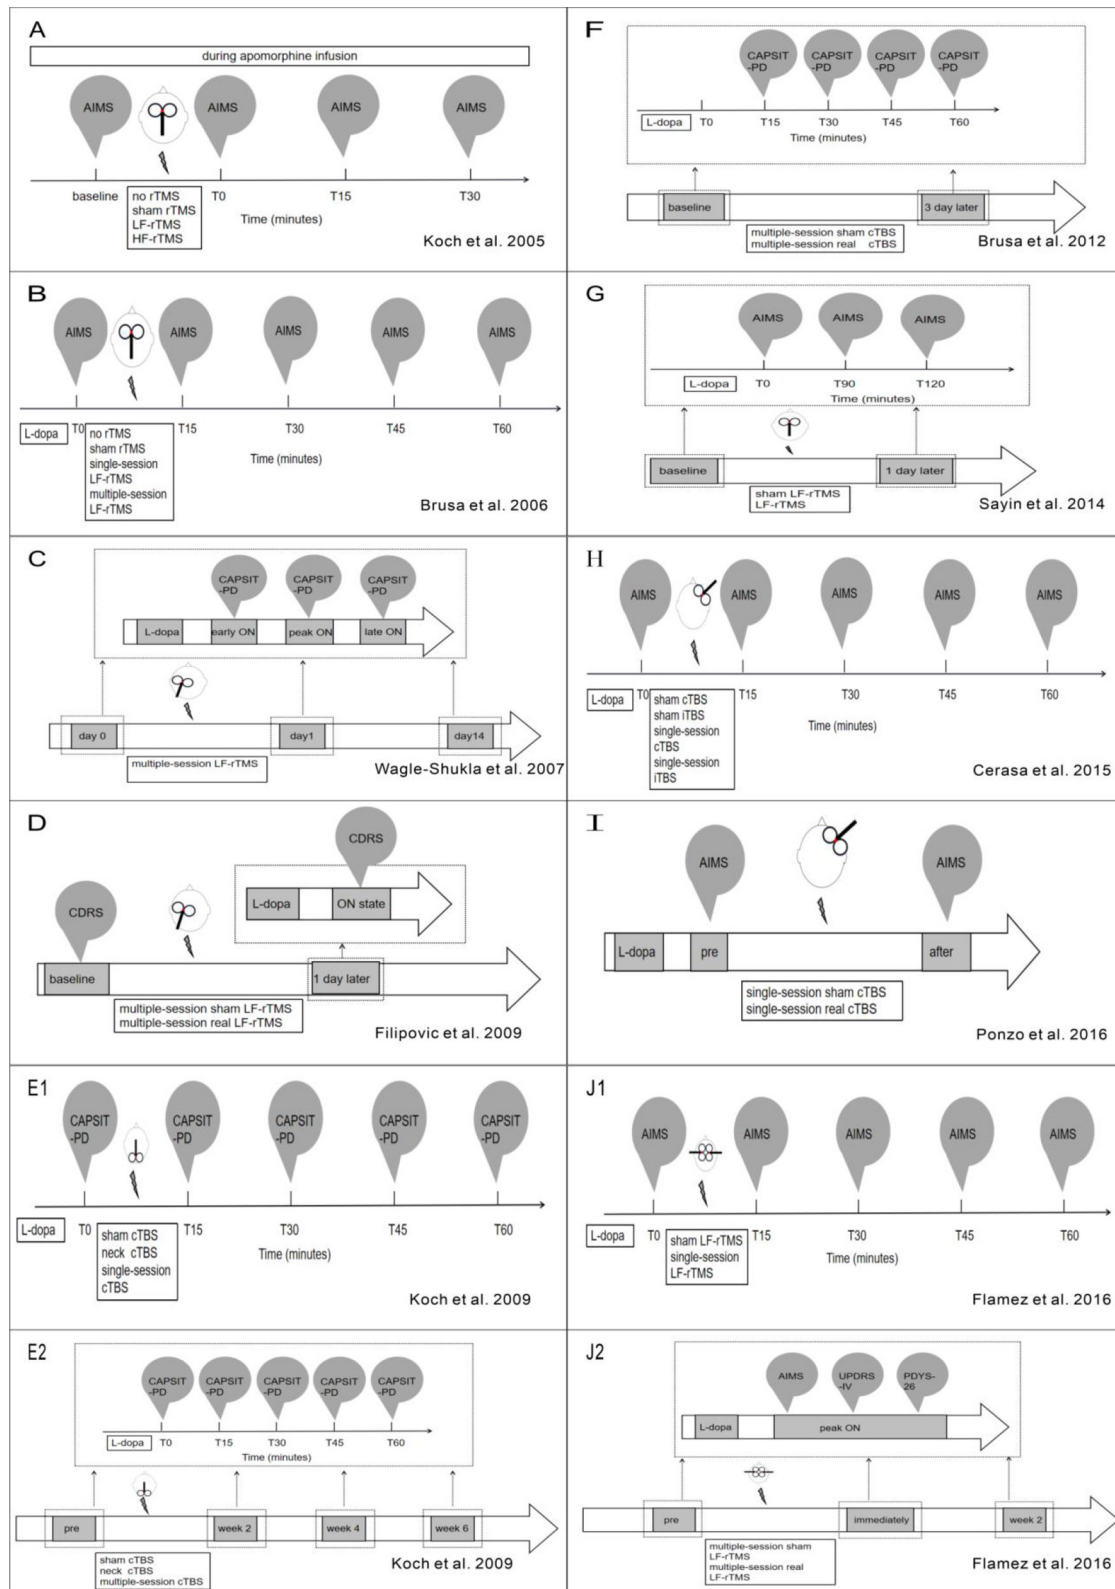 A
during apomorphine infusion
AIMS
AIMS
AIMS
AIMS
baseline
T0
T15
T30
no rTMS
sham rTMS
LF-rTMS
HF-rTMS
Time (minutes)
Koch et al. 2005
B
AIMS
AIMS
AIMS
AIMS
AIMS
L-dopa
T0
T15
T30
T45
T60
no rTMS
sham rTMS
single-session
LF-rTMS
multiple-session
LF-rTMS
Time (minutes)
Brusa et al. 2006
C
CAPSIT
-PD
CAPSIT
-PD
CAPSIT
-PD
L-dopa
early ON
peak ON
late ON
day 0
day1
day14
multiple-session LF-rTMS
Wagle-Shukla et al. 2007
D
CDRS
L-dopa
ON state
CDRS
baseline
1 day later
multiple-session sham LF-rTMS
multiple-session real LF-rTMS
Filipovic et al. 2009
E1
CAPSIT
-PD
CAPSIT
-PD
CAPSIT
-PD
CAPSIT
-PD
CAPSIT
-PD
L-dopa
T0
T15
T30
T45
T60
sham cTBS
neck cTBS
single-session
cTBS
Time (minutes)
Koch et al. 2009
E2
CAPSIT
-PD
CAPSIT
-PD
CAPSIT
-PD
CAPSIT
-PD
CAPSIT
-PD
L-dopa
T0
T15
T30
T45
T60
Time (minutes)
pre
week 2
week 4
week 6
sham cTBS
neck cTBS
multiple-session cTBS
Koch et al. 2009
F
CAPSIT
-PD
CAPSIT
-PD
CAPSIT
-PD
CAPSIT
-PD
L-dopa
T0
T15
T30
T45
T60
Time (minutes)
baseline
3 day later
multiple-session sham cTBS
multiple-session real cTBS
Brusa et al. 2012
G
AIMS
AIMS
AIMS
L-dopa
T0
T90
T120
Time (minutes)
baseline
1 day later
sham LF-rTMS
LF-rTMS
Sayin et al. 2014
H
AIMS
AIMS
AIMS
AIMS
AIMS
L-dopa
T0
T15
T30
T45
T60
sham cTBS
sham iTBS
single-session
cTBS
single-session
iTBS
Time (minutes)
Cerasa et al. 2015
I
AIMS
AIMS
L-dopa
pre
after
single-session sham cTBS
single-session real cTBS
Ponzo et al. 2016
J1
AIMS
AIMS
AIMS
AIMS
AIMS
L-dopa
T0
T15
T30
T45
T60
sham LF-rTMS
single-session
LF-rTMS
Time (minutes)
Flamez et al. 2016
J2
AIMS
UPDRS
-IV
PDYS-
26
L-dopa
peak ON
pre
immediately
week 2
multiple-session sham
LF-rTMS
multiple-session real
LF-rTMS
Flamez et al. 2016